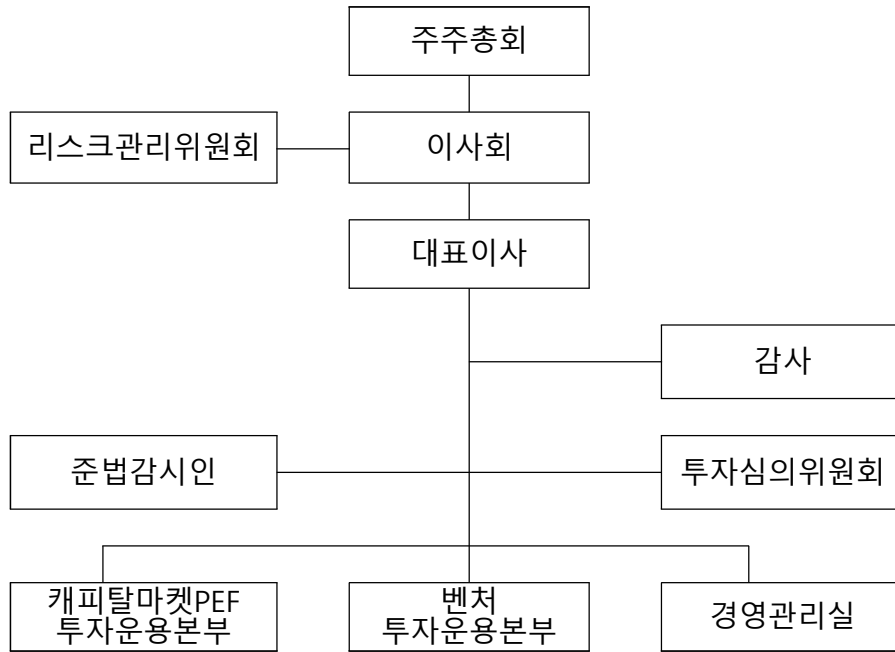 주주총회
리스크관리위원회
이사회
대표이사
감사
준법감시인
투자심의위원회
캐피탈마켓PEF
투자운용본부
벤처
투자운용본부
경영관리실